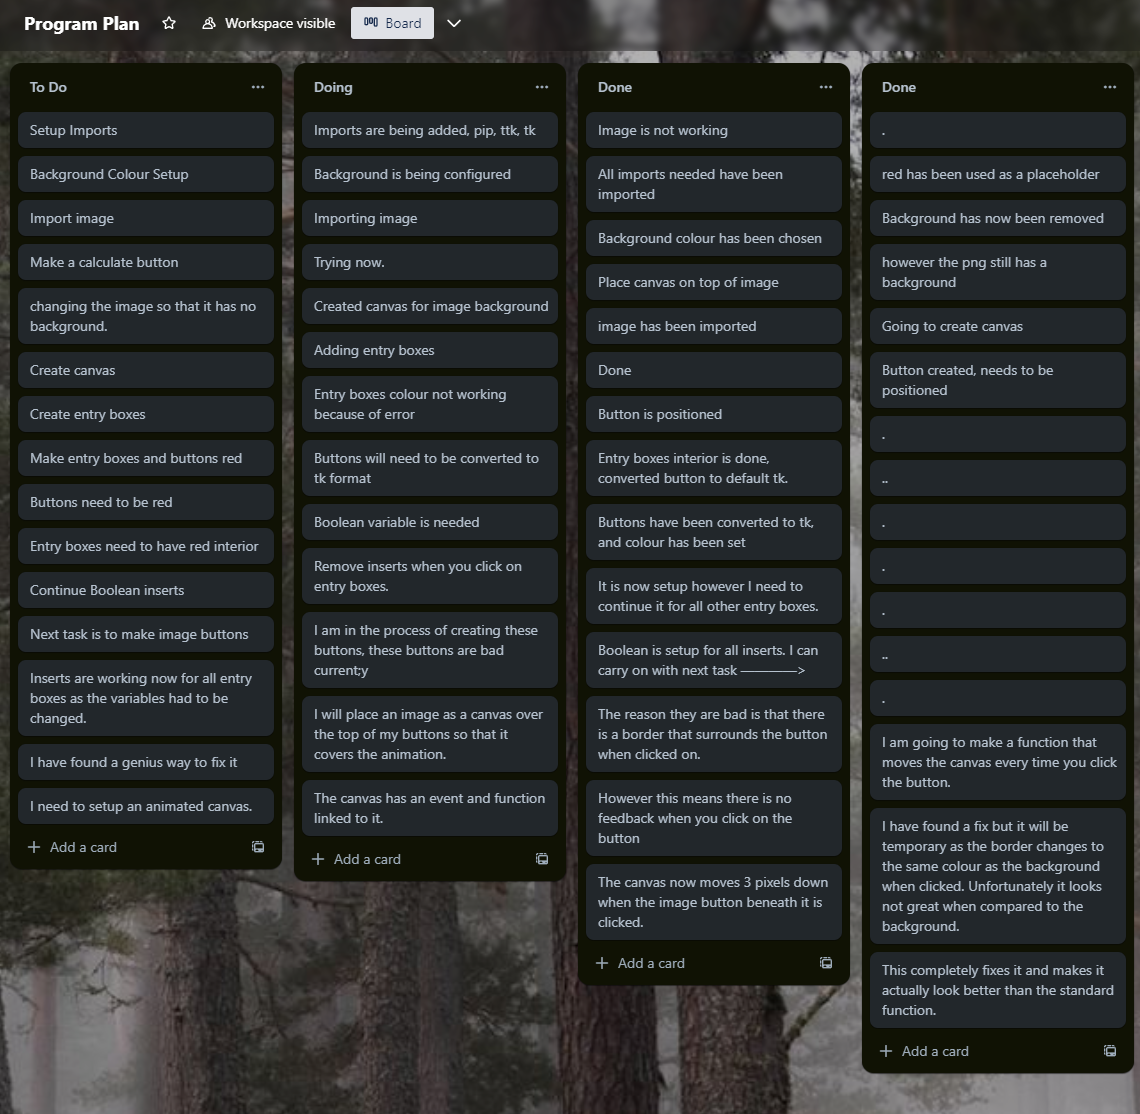 Program Plan
Workspace visible
Board
To Do
Setup Imports
Background Colour Setup
Import image
Make a calculate button
changing the image so that it has no
background.
Create canvas
Create entry boxes
Make entry boxes and buttons red
Buttons need to be red
Entry boxes need to have red interior
Continue Boolean inserts
Next task is to make image buttons
Inserts are working now for all entry
boxes as the variables had to be
changed.
I have found a genius way to fix it
I need to setup an animated canvas.
Add a card
Doing
Imports are being added, pip, ttk, tk
Background is being configured
Importing image
Trying now.
Created canvas for image background
Adding entry boxes
Entry boxes colour not working
because of error
Buttons will need to be converted to
tk format
Boolean variable is needed
Remove inserts when you click on
entry boxes.
I am in the process of creating these
buttons, these buttons are bad
current;y
I will place an image as a canvas over
the top of my buttons so that it
covers the animation.
The canvas has an event and function
linked to it.
Add a card
Done
Image is not working
All imports needed have been
imported
Background colour has been chosen
Place canvas on top of image
image has been imported
Done
Button is positioned
Entry boxes interior is done,
converted button to default tk.
Buttons have been converted to tk,
and colour has been set
It is now setup however I need to
continue it for all other entry boxes.
Boolean is setup for all inserts. I can
carry on with next task ————>
The reason they are bad is that there
is a border that surrounds the button
when clicked on.
However this means there is no
feedback when you click on the
button
The canvas now moves 3 pixels down
when the image button beneath it is
clicked.
Add a card
Done
.
red has been used as a placeholder
Background has now been removed
however the png still has a
background
Going to create canvas
Button created, needs to be
positioned
.
..
.
.
.
..
.
I am going to make a function that
moves the canvas every time you click
the button.
I have found a fix but it will be
temporary as the border changes to
the same colour as the background
when clicked. Unfortunately it looks
not great when compared to the
background.
This completely fixes it and makes it
actually look better than the standard
function.
Add a card